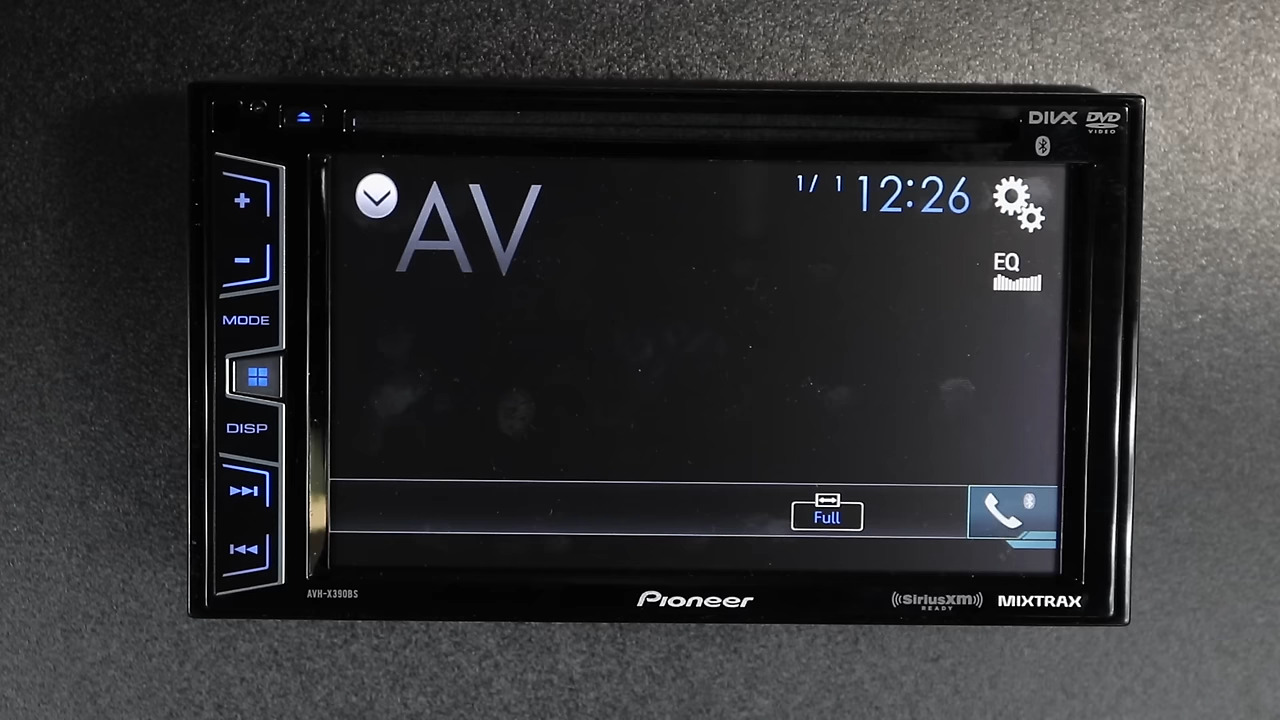 DIVX DVD
VIDEO
AV
1/ 1 12:26
EQ
MODE
DISP
Full
AVH-X390BS
Pioneer
SiriusXM
READY
MIXTRAX